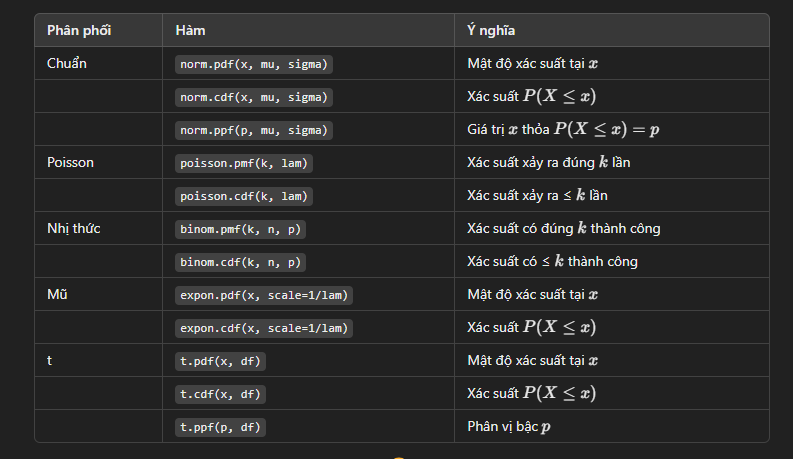 Phân phối Hàm Ý nghĩa
Chuẩn norm.pdf(x, mu, sigma) Mật độ xác suất tại x
norm.cdf(x, mu, sigma) Xác suất P(X ≤ x)
norm.ppf(p, mu, sigma) Giá trị x thỏa P(X ≤ x) = p
Poisson poisson.pmf(k, lam) Xác suất xảy ra đúng k lần
poisson.cdf(k, lam) Xác suất xảy ra ≤ k lần
Nhị thức binom.pmf(k, n, p) Xác suất có đúng k thành công
binom.cdf(k, n, p) Xác suất có ≤ k thành công
Mũ expon.pdf(x, scale=1/lam) Mật độ xác suất tại x
expon.cdf(x, scale=1/lam) Xác suất P(X ≤ x)
t t.pdf(x, df) Mật độ xác suất tại x
t.cdf(x, df) Xác suất P(X ≤ x)
t.ppf(p, df) Phân vị bậc p